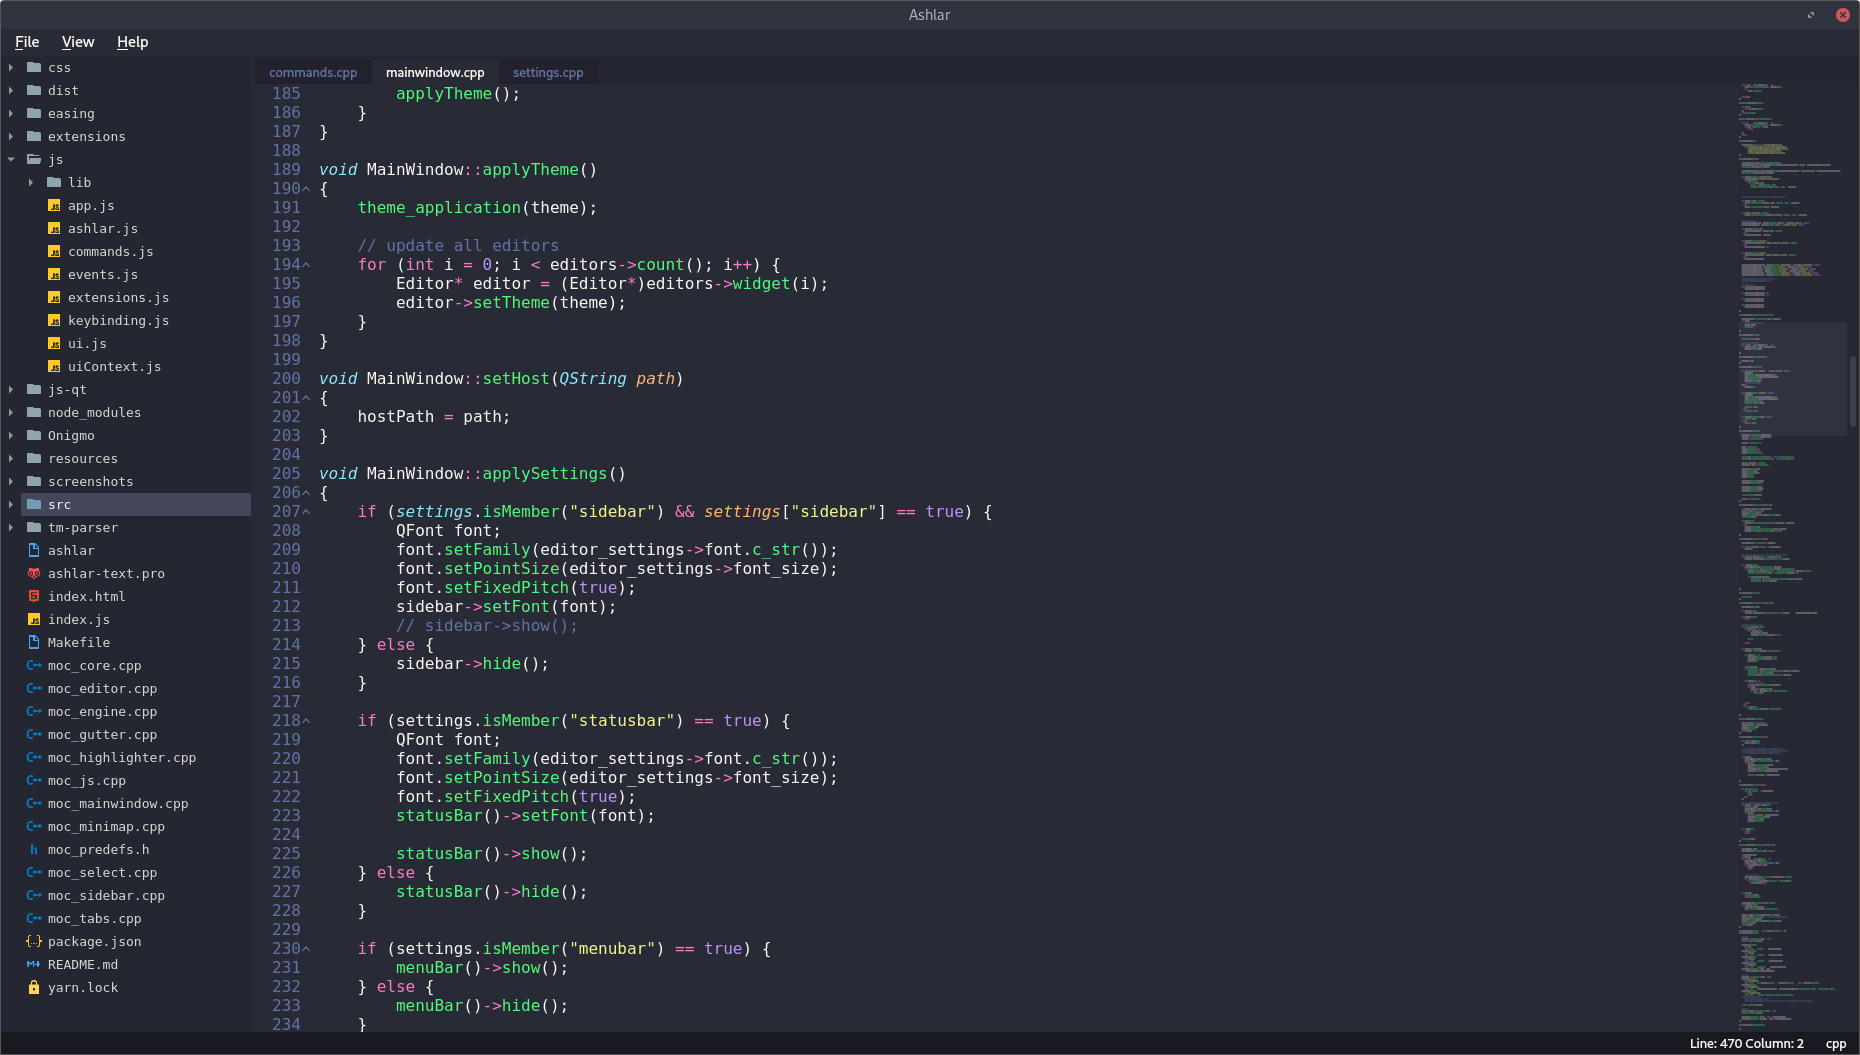 Ashlar
File View Help
css
dist
easing
extensions
js
lib
app.js
ashlar.js
commands.js
events.js
extensions.js
keybinding.js
ui.js
uiContext.js
js-qt
node_modules
Onigmo
resources
screenshots
src
tm-parser
ashlar
ashlar-text.pro
index.html
index.js
Makefile
moc_core.cpp
moc_editor.cpp
moc_engine.cpp
moc_gutter.cpp
moc_highlighter.cpp
moc_js.cpp
moc_mainwindow.cpp
moc_minimap.cpp
moc_predefs.h
moc_select.cpp
moc_sidebar.cpp
moc_tabs.cpp
package.json
README.md
yarn.lock
commands.cpp mainwindow.cpp settings.cpp
185         applyTheme();
186     }
187 }
188
189 void MainWindow::applyTheme()
190 {
191     theme_application(theme);
192
193     // update all editors
194     for (int i = 0; i < editors->count(); i++) {
195         Editor* editor = (Editor*)editors->widget(i);
196         editor->setTheme(theme);
197     }
198 }
199
200 void MainWindow::setHost(QString path)
201 {
202     hostPath = path;
203 }
204
205 void MainWindow::applySettings()
206 {
207     if (settings.isMember("sidebar") && settings["sidebar"] == true) {
208         QFont font;
209         font.setFamily(editor_settings->font.c_str());
210         font.setPointSize(editor_settings->font_size);
211         font.setFixedPitch(true);
212         sidebar->setFont(font);
213         // sidebar->show();
214     } else {
215         sidebar->hide();
216     }
217
218     if (settings.isMember("statusbar") == true) {
219         QFont font;
220         font.setFamily(editor_settings->font.c_str());
221         font.setPointSize(editor_settings->font_size);
222         font.setFixedPitch(true);
223         statusBar()->setFont(font);
224
225         statusBar()->show();
226     } else {
227         statusBar()->hide();
228     }
229
230     if (settings.isMember("menubar") == true) {
231         menuBar()->show();
232     } else {
233         menuBar()->hide();
234     }
Line: 470 Column: 2 cpp